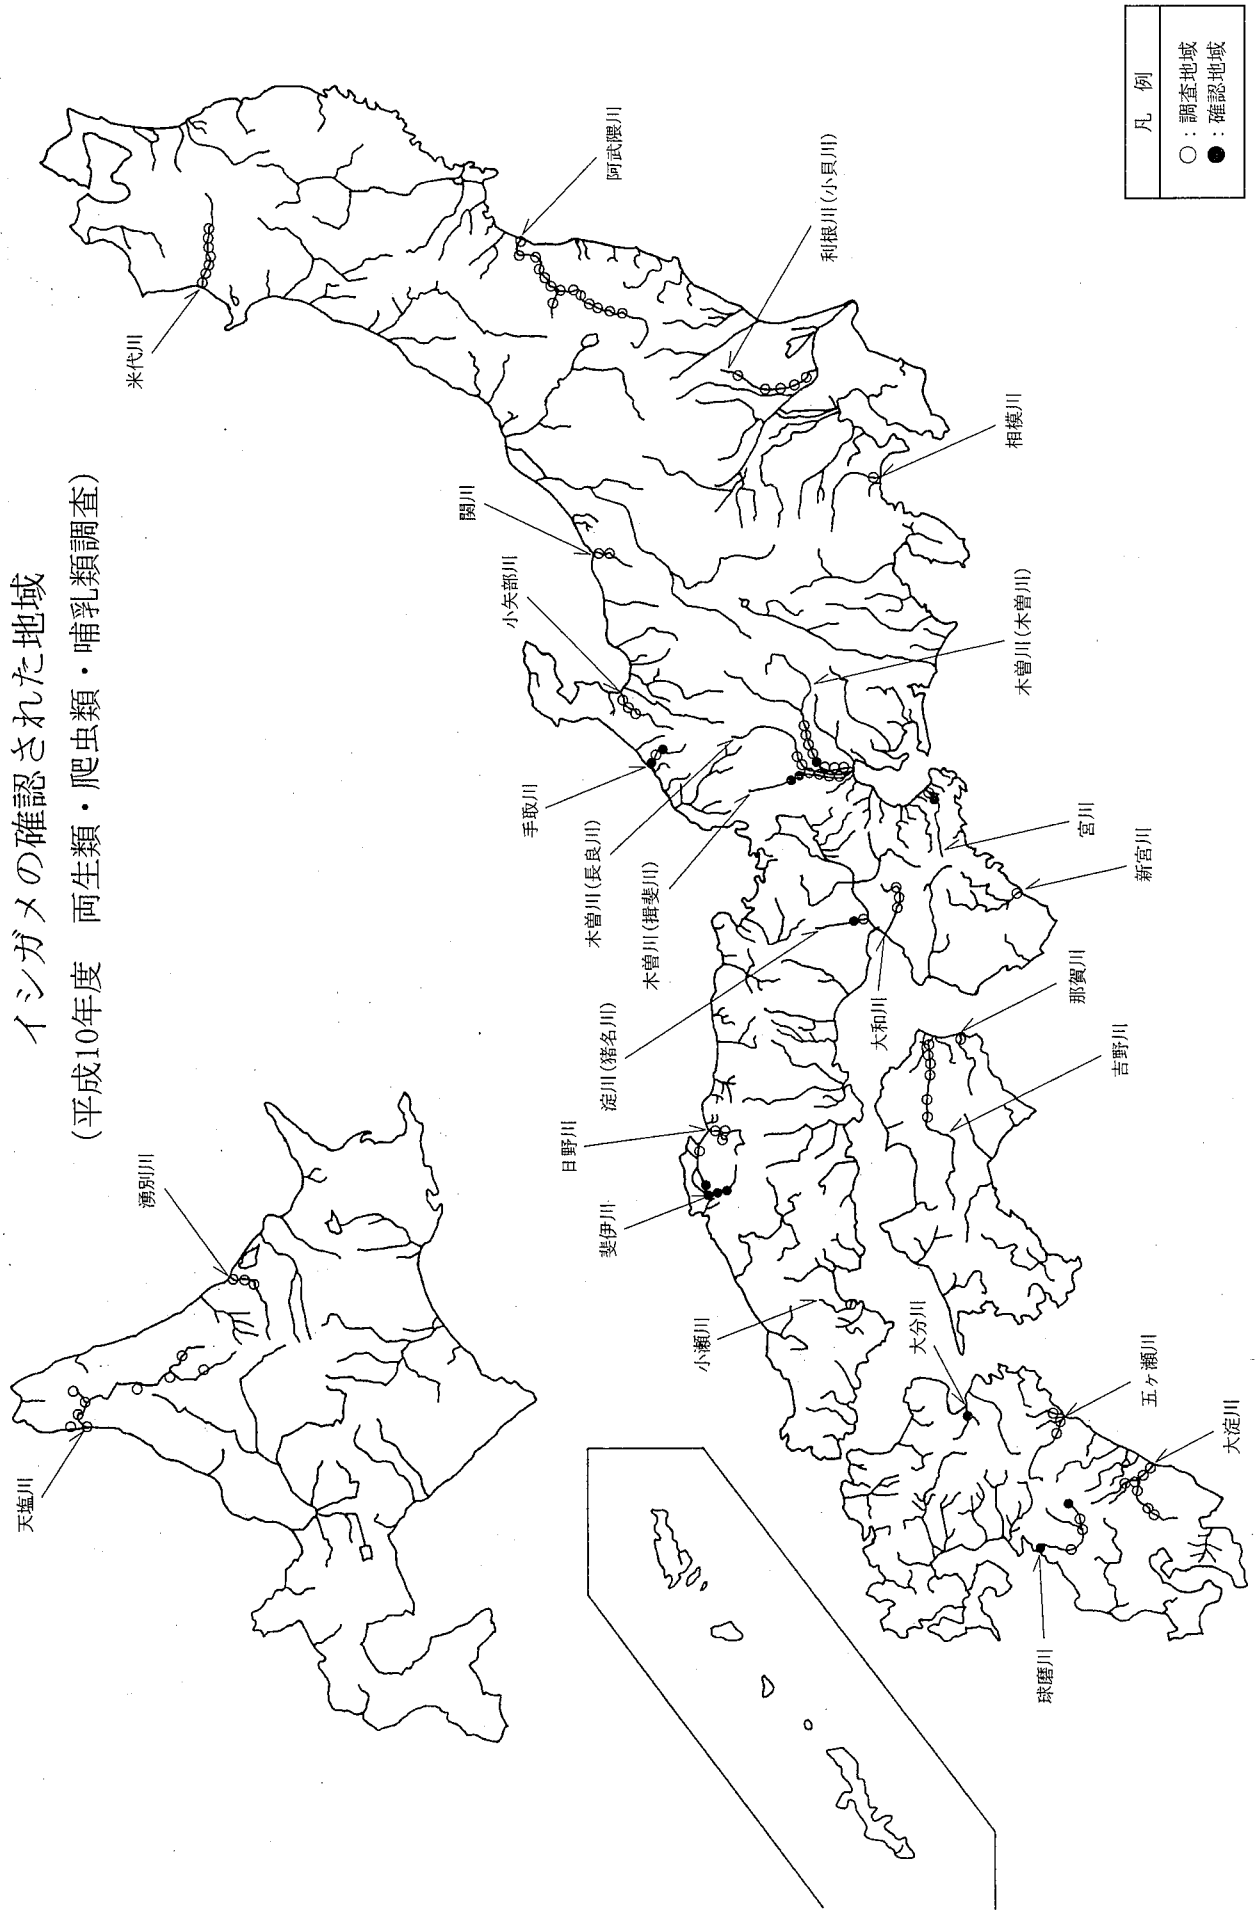 イシガメの確認された地域
(平成10年度 両生類・爬虫類・哺乳類調査)
天塩川
湧別川
米代川
阿武隈川
利根川(小貝川)
相模川
関川
小矢部川
手取川
木曽川(木曽川)
木曽川(長良川)
木曽川(揖斐川)
宮川
新宮川
淀川(猪名川)
大和川
那賀川
吉野川
日野川
斐伊川
小瀬川
大分川
五ヶ瀬川
大淀川
球磨川
凡 例
○:調査地域
●:確認地域